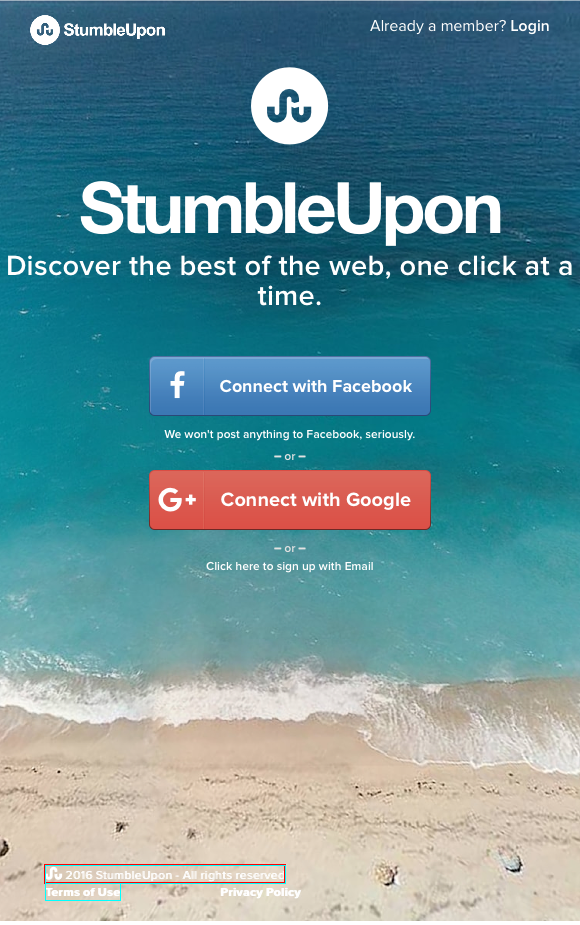 StumbleUpon
Already a member? Login
StumbleUpon
Discover the best of the web, one click at a
time.
f Connect with Facebook
We won't post anything to Facebook, seriously.
– or –
G+ Connect with Google
– or –
Click here to sign up with Email
2016 StumbleUpon - All rights reserved
Terms of Use Privacy Policy